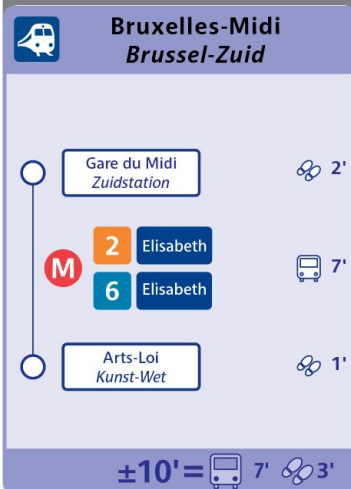 Bruxelles-Midi
Brussel-Zuid
Gare du Midi
Zuidstation
2'
M
2 Elisabeth
6 Elisabeth
7'
Arts-Loi
Kunst-Wet
1'
±10'= 7' 3'